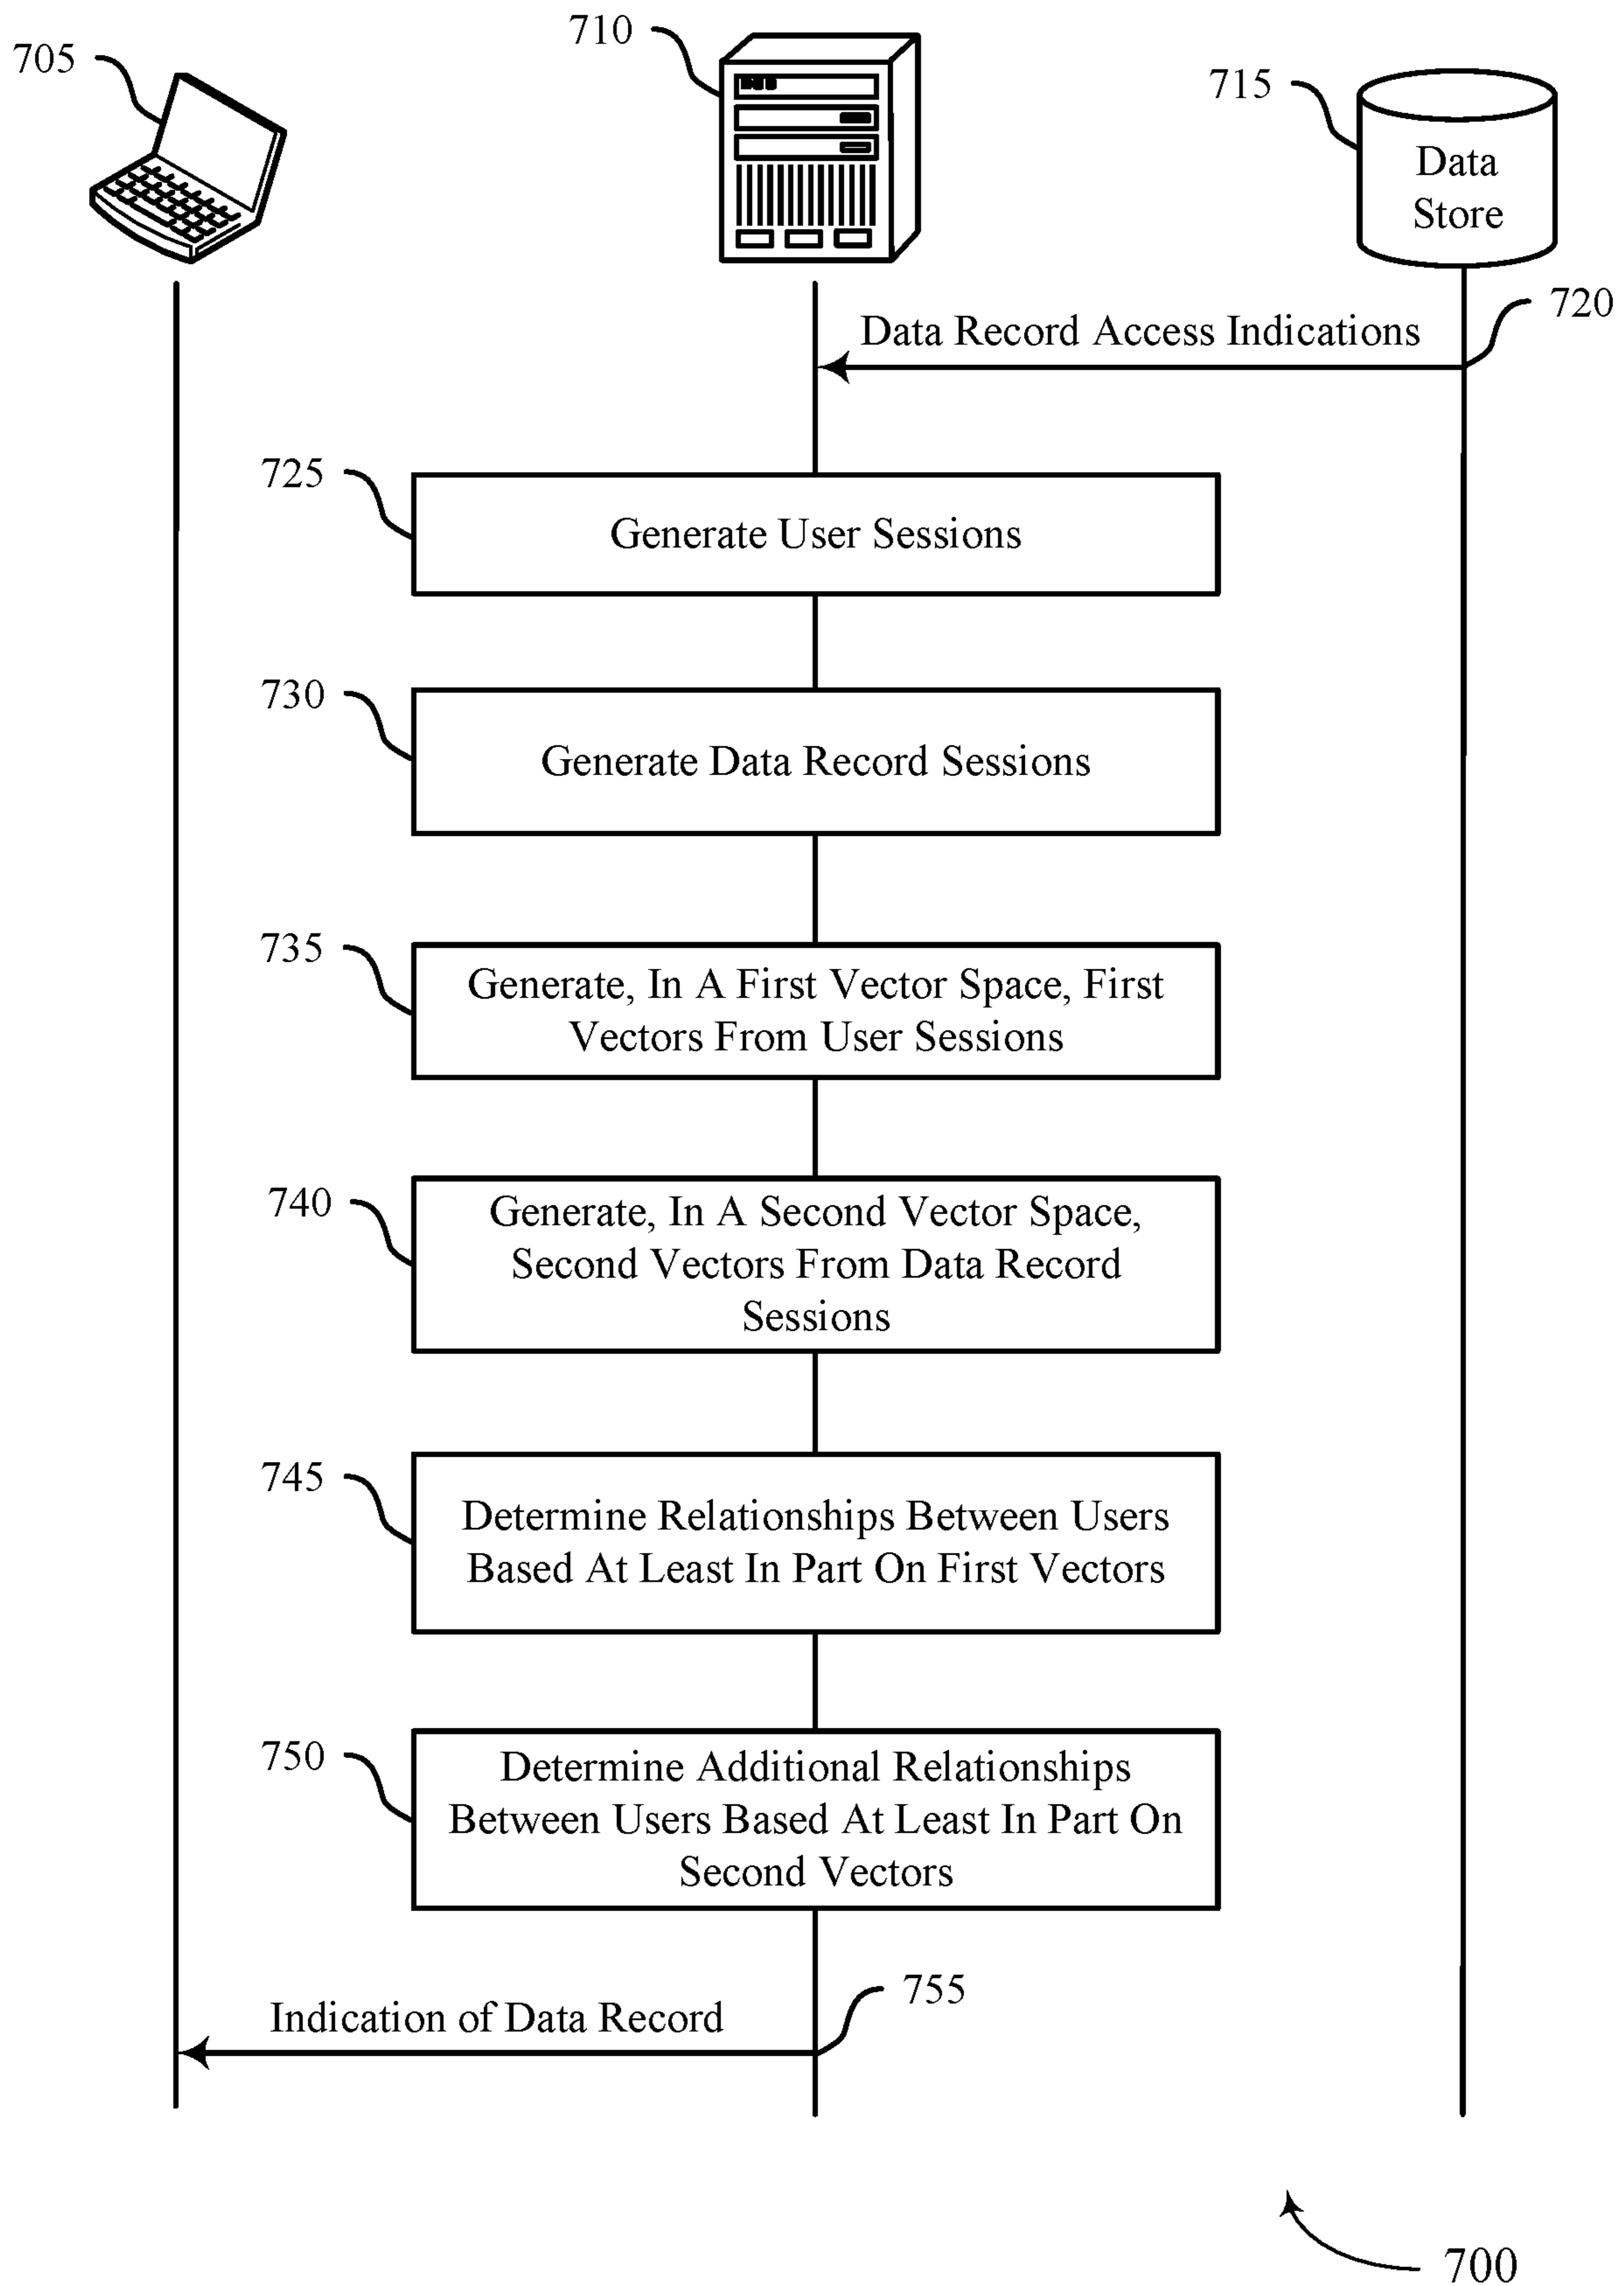 705
710
715
Data
Store
720
Data Record Access Indications
725
Generate User Sessions
730
Generate Data Record Sessions
735
Generate, In A First Vector Space, First
Vectors From User Sessions
740
Generate, In A Second Vector Space,
Second Vectors From Data Record
Sessions
745
Determine Relationships Between Users
Based At Least In Part On First Vectors
750
Determine Additional Relationships
Between Users Based At Least In Part On
Second Vectors
755
Indication of Data Record
700